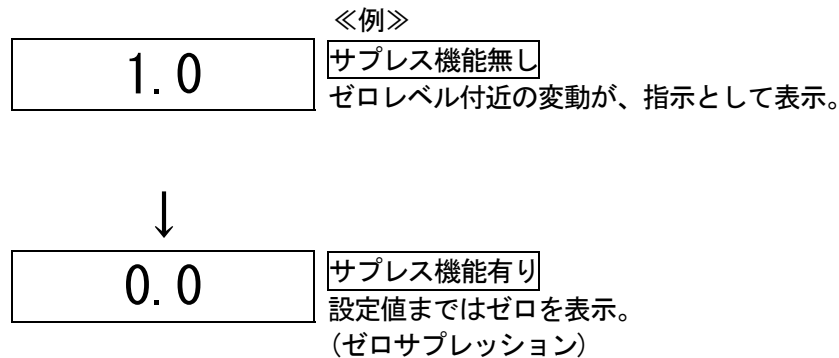 ≪例≫
1.0
サプレス機能無し
ゼロレベル付近の変動が、指示として表示。
↓
0.0
サプレス機能有り
設定値まではゼロを表示。
(ゼロサプレッション)